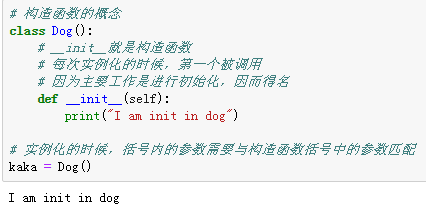 # 构造函数的概念
class Dog():
    # __init__就是构造函数
    # 每次实例化的时候，第一个被调用
    # 因为主要工作是进行初始化，因而得名
    def __init__(self):
        print("I am init in dog")
# 实例化的时候，括号内的参数需要与构造函数括号中的参数匹配
kaka = Dog()
I am init in dog